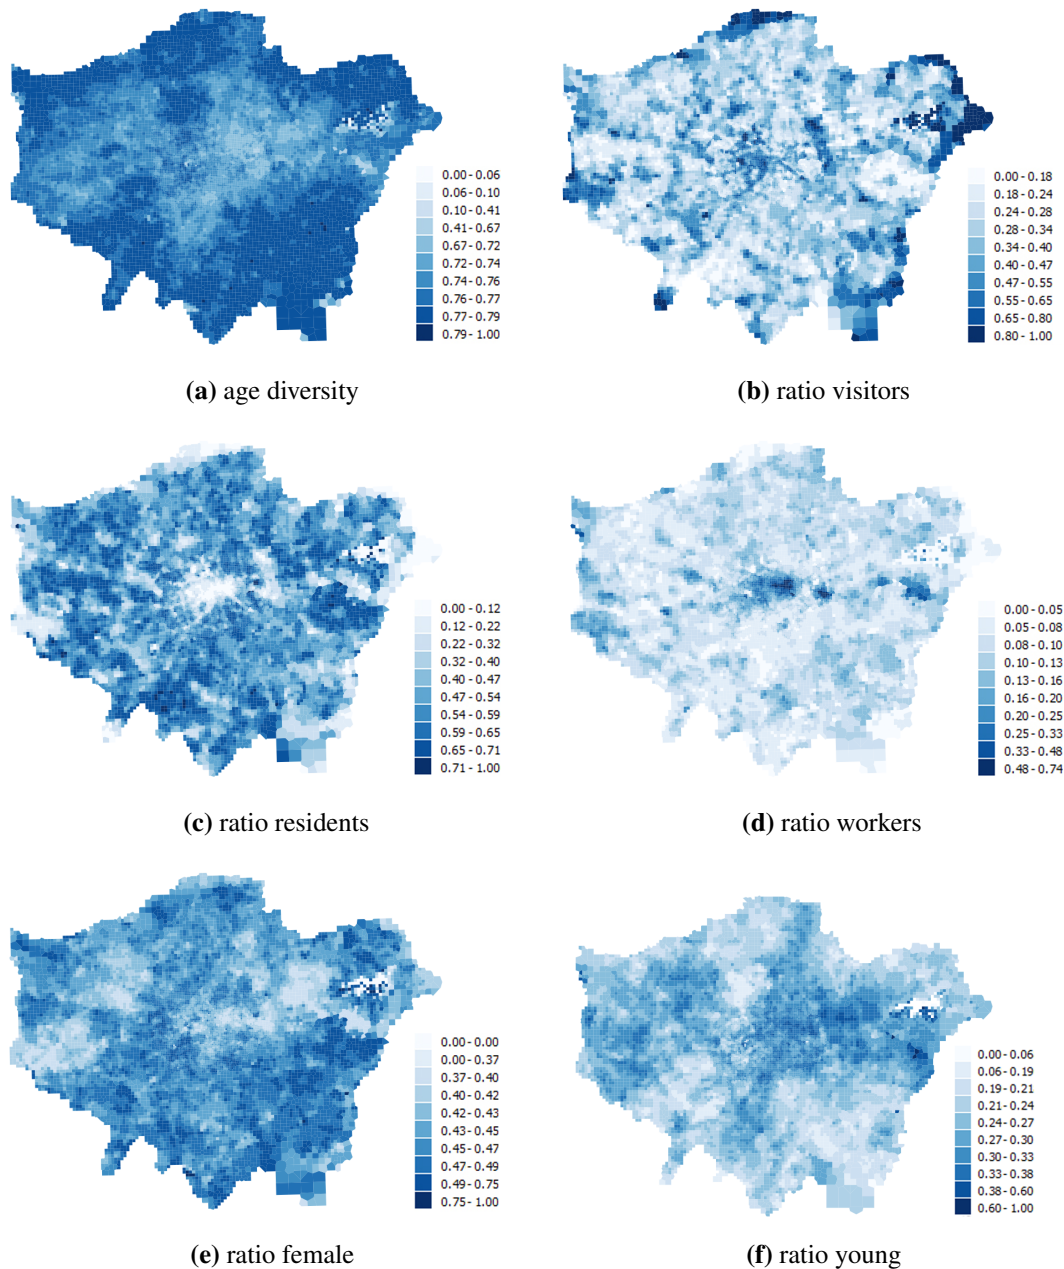 0.00 - 0.06
0.06 - 0.10
0.10 - 0.41
0.41 - 0.67
0.67 - 0.72
0.72 - 0.74
0.74 - 0.76
0.76 - 0.77
0.77 - 0.79
0.79 - 1.00
(a) age diversity
0.00 - 0.18
0.18 - 0.24
0.24 - 0.28
0.28 - 0.34
0.34 - 0.40
0.40 - 0.47
0.47 - 0.55
0.55 - 0.65
0.65 - 0.80
0.80 - 1.00
(b) ratio visitors
0.00 - 0.12
0.12 - 0.22
0.22 - 0.32
0.32 - 0.40
0.40 - 0.47
0.47 - 0.54
0.54 - 0.59
0.59 - 0.65
0.65 - 0.71
0.71 - 1.00
(c) ratio residents
0.00 - 0.05
0.05 - 0.08
0.08 - 0.10
0.10 - 0.13
0.13 - 0.16
0.16 - 0.20
0.20 - 0.25
0.25 - 0.33
0.33 - 0.48
0.48 - 0.74
(d) ratio workers
0.00 - 0.00
0.00 - 0.37
0.37 - 0.40
0.40 - 0.42
0.42 - 0.43
0.43 - 0.45
0.45 - 0.47
0.47 - 0.49
0.49 - 0.75
0.75 - 1.00
(e) ratio female
0.00 - 0.06
0.06 - 0.19
0.19 - 0.21
0.21 - 0.24
0.24 - 0.27
0.27 - 0.30
0.30 - 0.33
0.33 - 0.38
0.38 - 0.60
0.60 - 1.00
(f) ratio young